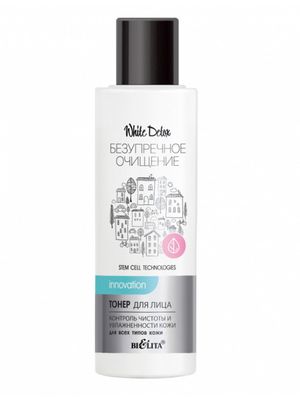 White Detox
БЕЗУПРЕЧНОЕ
ОЧИЩЕНИЕ
STEM CELL TECHNOLOGIES
innovation
ТОНЕР ДЛЯ ЛИЦА
КОНТРОЛЬ ЧИСТОТЫ И
УВЛАЖНЕННОСТИ КОЖИ
ДЛЯ ВСЕХ ТИПОВ КОЖИ
BIELITA